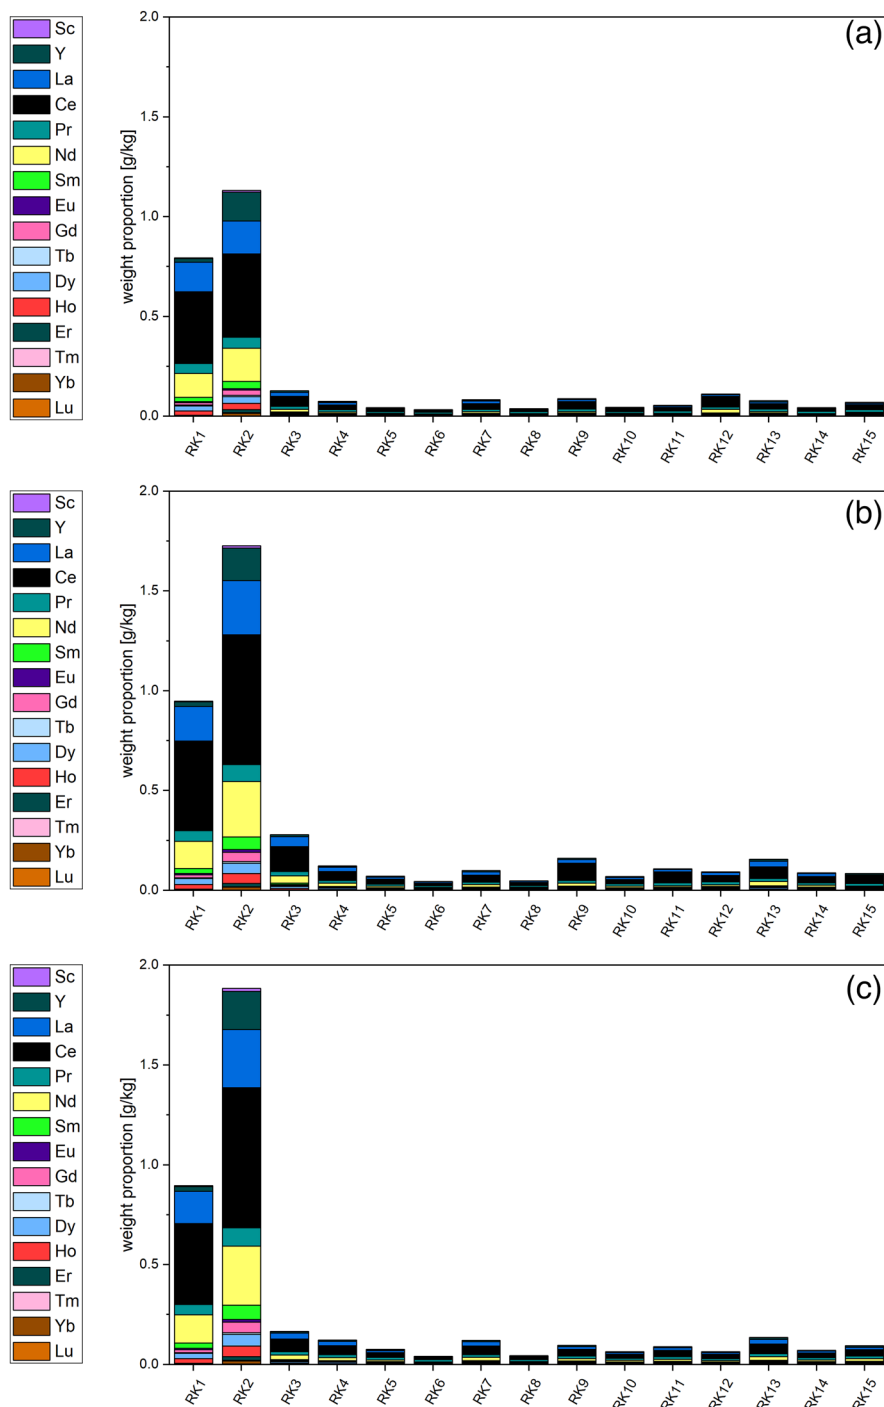 (a)
Sc
Y
La
Ce
Pr
Nd
Sm
Eu
Gd
Tb
Dy
Ho
Er
Tm
Yb
Lu
weight proportion [g/kg]
2.0
1.5
1.0
0.5
0.0
RK1 RK2 RK3 RK4 RK5 RK6 RK7 RK8 RK9 RK10 RK11 RK12 RK13 RK14 RK15
(b)
Sc
Y
La
Ce
Pr
Nd
Sm
Eu
Gd
Tb
Dy
Ho
Er
Tm
Yb
Lu
weight proportion [g/kg]
2.0
1.5
1.0
0.5
0.0
RK1 RK2 RK3 RK4 RK5 RK6 RK7 RK8 RK9 RK10 RK11 RK12 RK13 RK14 RK15
(c)
Sc
Y
La
Ce
Pr
Nd
Sm
Eu
Gd
Tb
Dy
Ho
Er
Tm
Yb
Lu
weight proportion [g/kg]
2.0
1.5
1.0
0.5
0.0
RK1 RK2 RK3 RK4 RK5 RK6 RK7 RK8 RK9 RK10 RK11 RK12 RK13 RK14 RK15